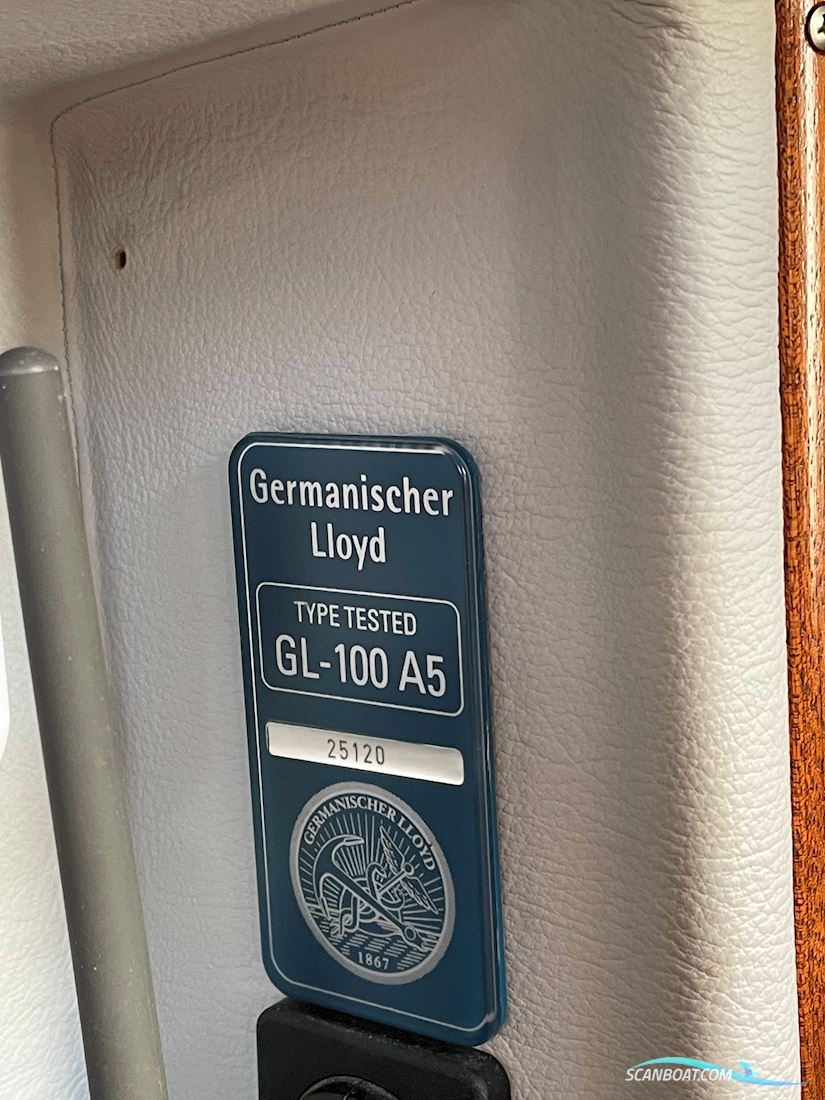 Germanischer
Lloyd
TYPE TESTED
GL-100 A5
25120
GERMANISCHER LLOYD
1867
SCANBOAT.COM